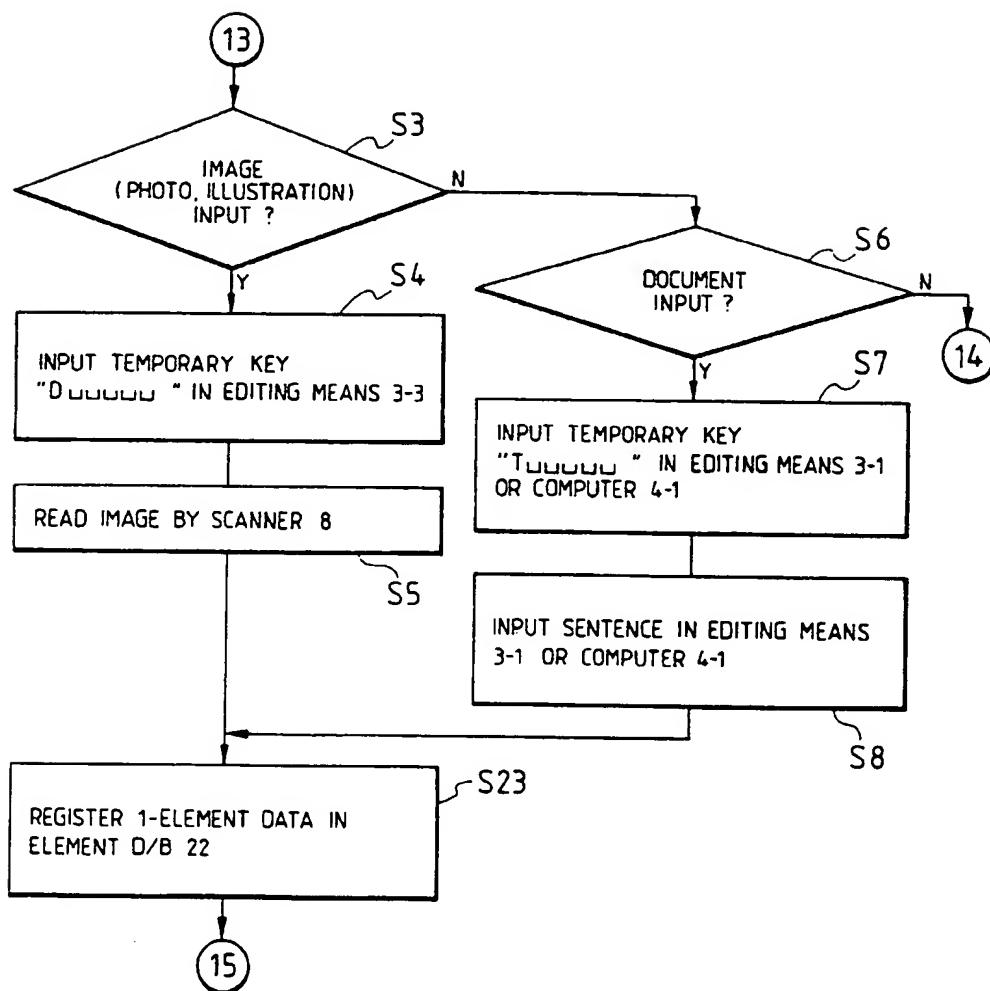 13
S3
IMAGE
(PHOTO, ILLUSTRATION)
INPUT ?
N
Y
S4
INPUT TEMPORARY KEY
"D␣␣␣␣␣ " IN EDITING MEANS 3-3
READ IMAGE BY SCANNER 8
S5
S6
DOCUMENT
INPUT ?
N
14
Y
S7
INPUT TEMPORARY KEY
"T␣␣␣␣␣ " IN EDITING MEANS 3-1
OR COMPUTER 4-1
INPUT SENTENCE IN EDITING MEANS
3-1 OR COMPUTER 4-1
S8
S23
REGISTER 1-ELEMENT DATA IN
ELEMENT D/B 22
15